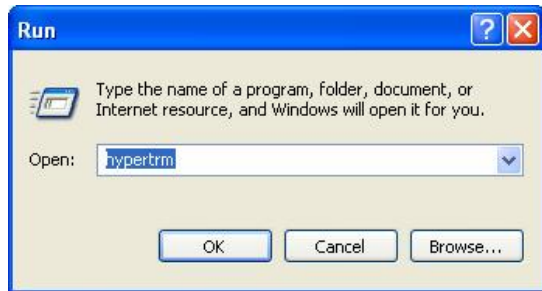 Run
Type the name of a program, folder, document, or
Internet resource, and Windows will open it for you.
Open: hypertrm
OK Cancel Browse...